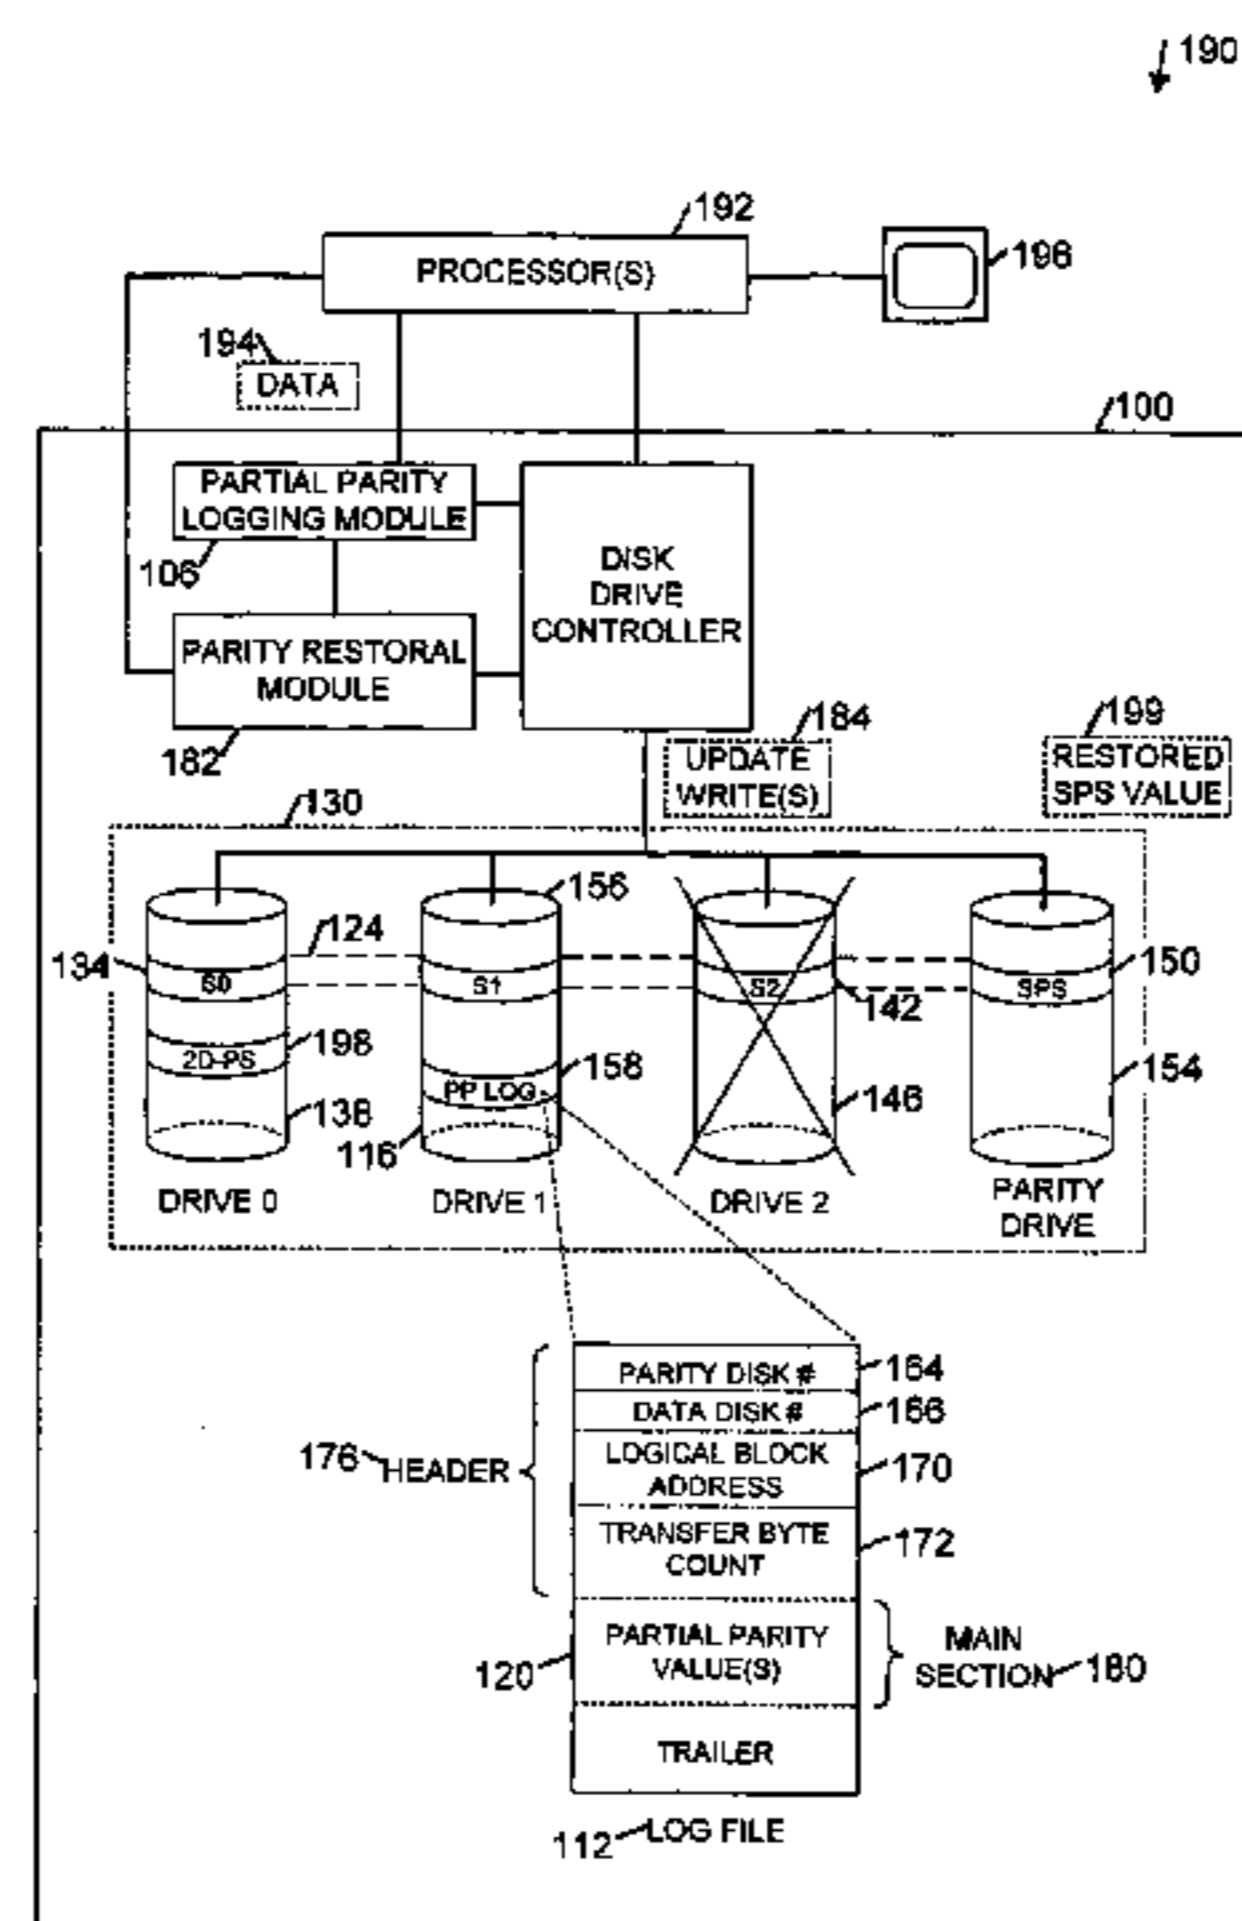 190
192
PROCESSOR(S)
196
194
DATA
100
PARTIAL PARITY
LOGGING MODULE
106
DISK
DRIVE
CONTROLLER
PARITY RESTORAL
MODULE
182
184
UPDATE
WRITE(S)
199
RESTORED
SPS VALUE
130
156
124
134
S0
S1
S2
142
SPS
150
2D-PS
198
158
PP LOG
138
116
146
154
DRIVE 0
DRIVE 1
DRIVE 2
PARITY
DRIVE
PARITY DISK #
164
DATA DISK #
166
176
HEADER
LOGICAL BLOCK
ADDRESS
170
TRANSFER BYTE
COUNT
172
PARTIAL PARITY
VALUE(S)
120
MAIN
SECTION
180
TRAILER
112
LOG FILE